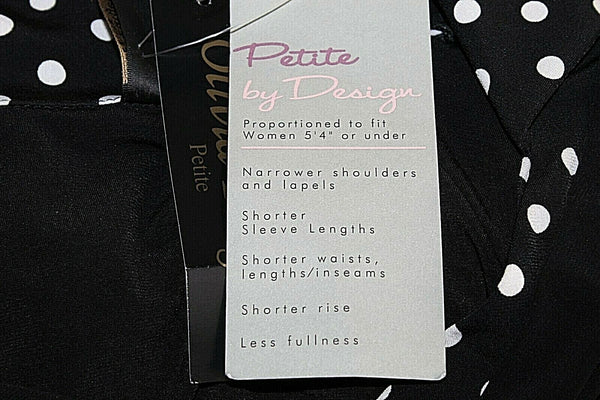 Petite
by Design
Proportioned to fit
Women 5'4" or under
Narrower shoulders
and lapels
Shorter
Sleeve Lengths
Shorter waists,
lengths/inseams
Shorter rise
Less fullness
Petite